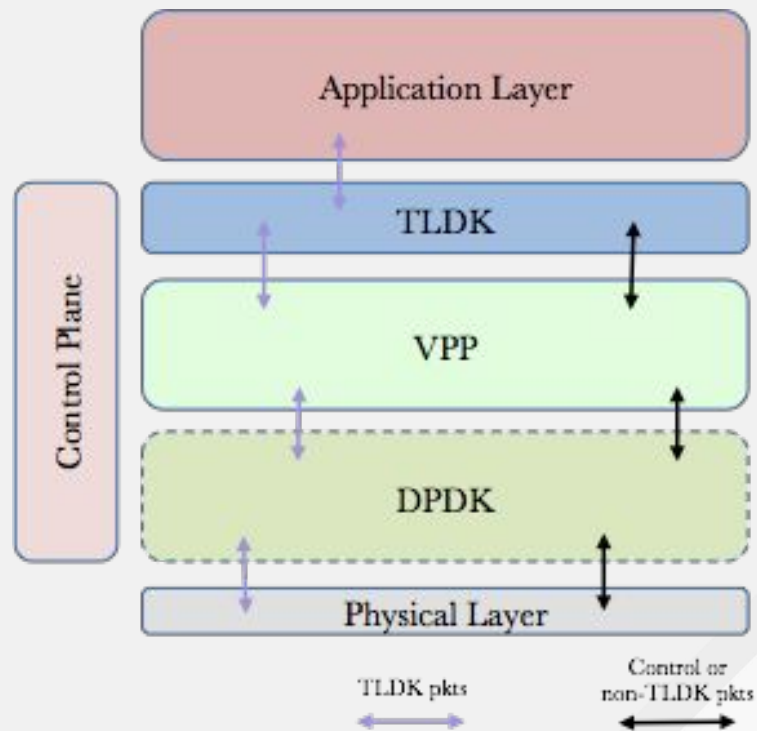 Application Layer
TLDK
Control Plane
VPP
DPDK
Physical Layer
TLDK pkts
Control or
non-TLDK pkts